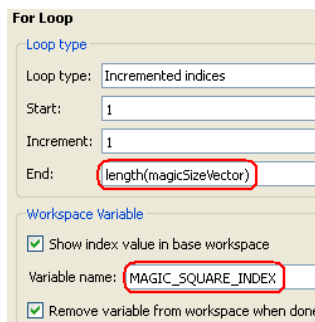 For Loop
Loop type
Loop type: Incremented indices
Start: 1
Increment: 1
End: length(magicSizeVector)
Workspace Variable
Show index value in base workspace
Variable name: MAGIC_SQUARE_INDEX
Remove variable from workspace when done